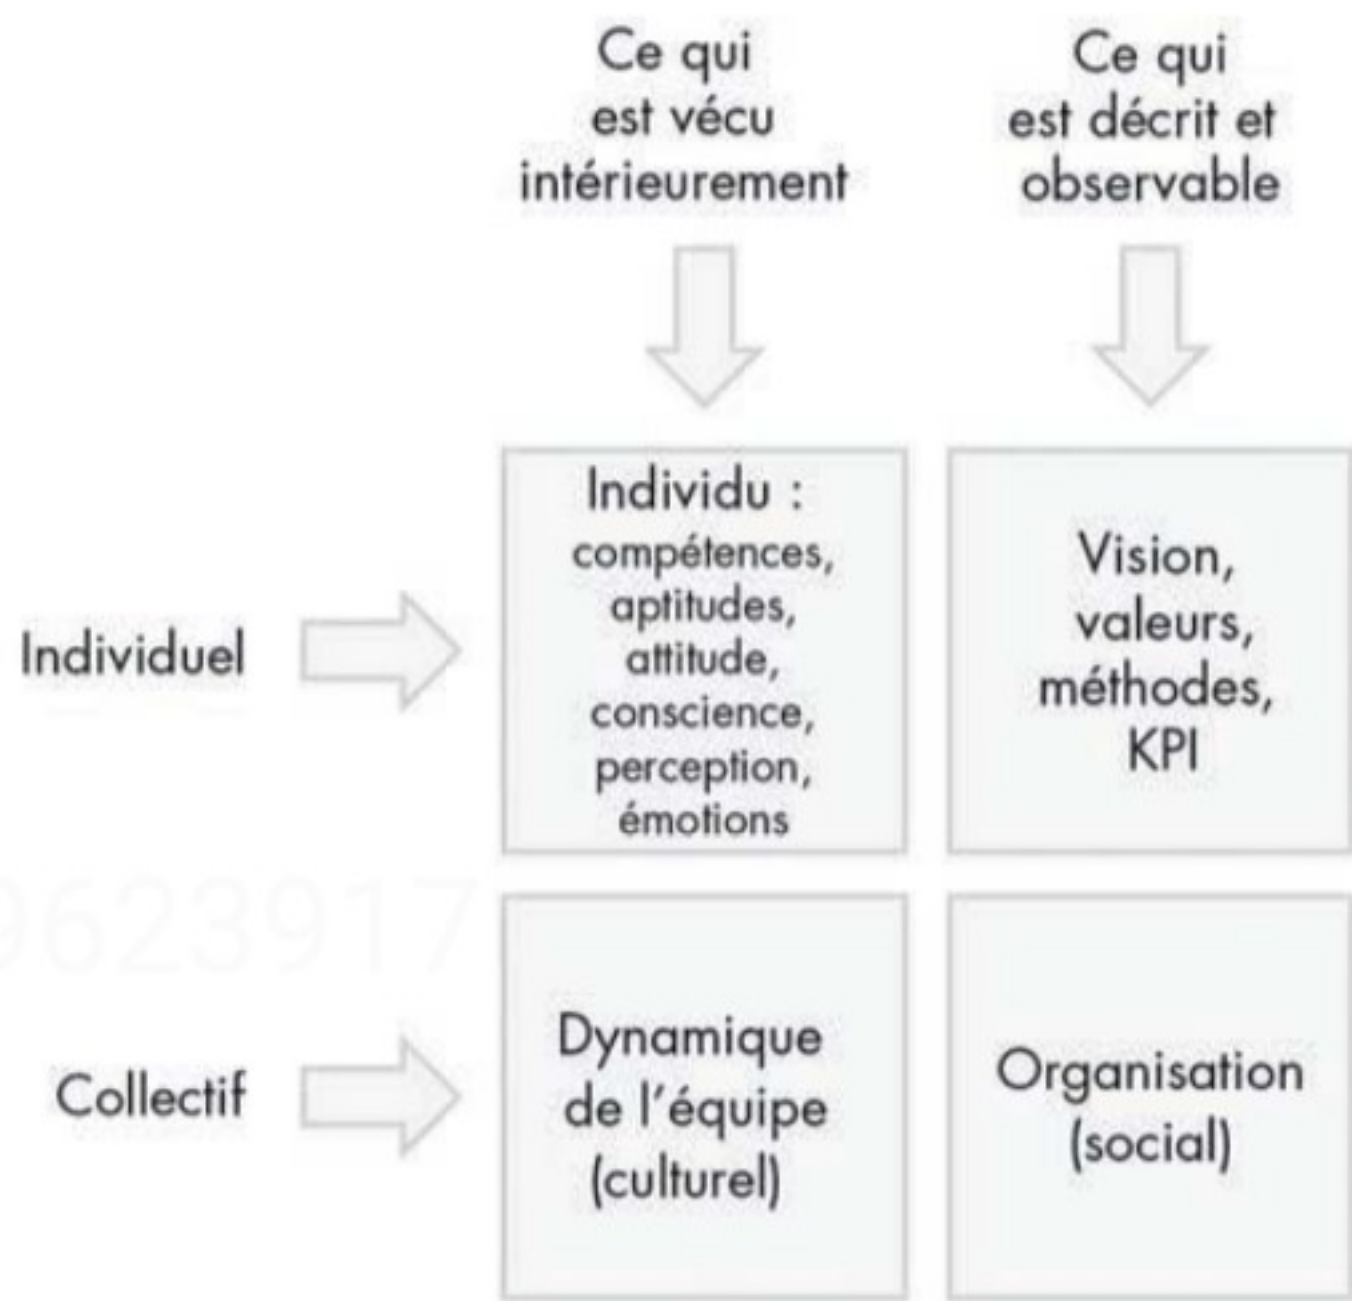 Ce qui
est vécu
intérieurement
Ce qui
est décrit et
observable
Individuel
Individu :
compétences,
aptitudes,
attitude,
conscience,
perception,
émotions
Vision,
valeurs,
méthodes,
KPI
9623917
Collectif
Dynamique
de l'équipe
(culturel)
Organisation
(social)